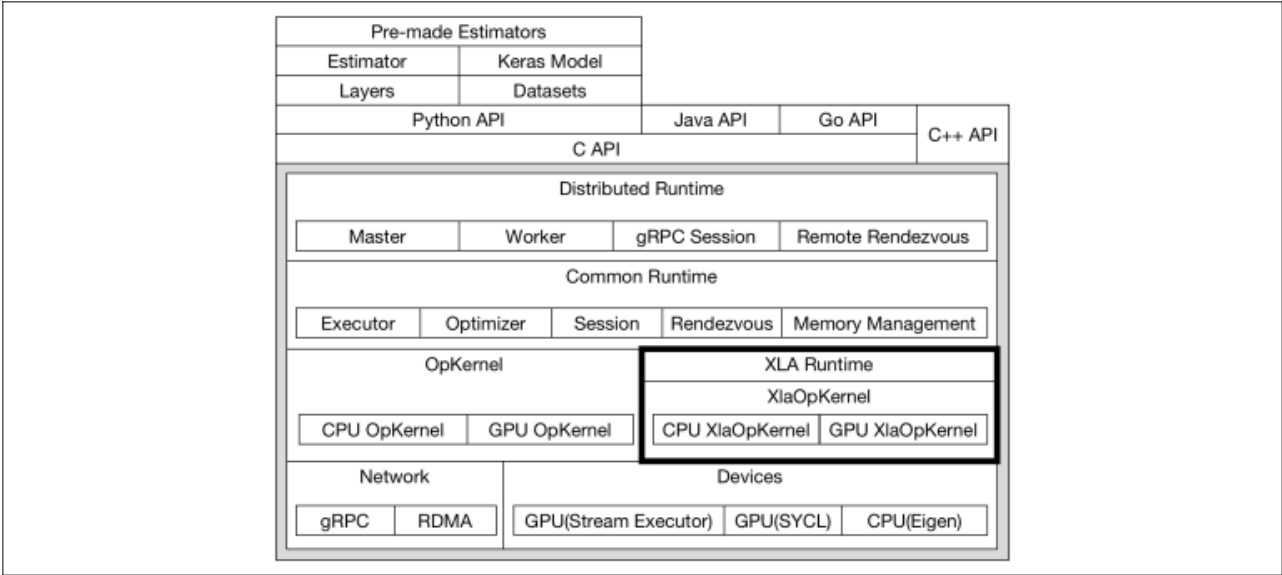 Pre-made Estimators
Estimator Keras Model
Layers Datasets
Python API Java API Go API C++ API
C API
Distributed Runtime
Master Worker gRPC Session Remote Rendezvous
Common Runtime
Executor Optimizer Session Rendezvous Memory Management
OpKernel XLA Runtime
XlaOpKernel
CPU OpKernel GPU OpKernel CPU XlaOpKernel GPU XlaOpKernel
Network Devices
gRPC RDMA GPU(Stream Executor) GPU(SYCL) CPU(Eigen)